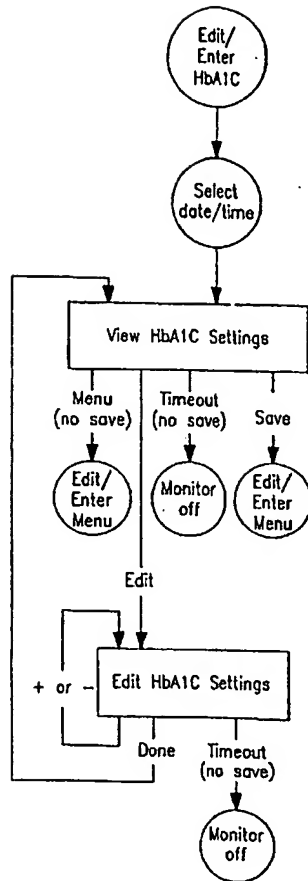 Edit/
Enter
HbA1C
Select
date/time
View HbA1C Settings
Menu
(no save)
Timeout
(no save)
Save
Edit/
Enter
Menu
Monitor
off
Edit/
Enter
Menu
Edit
+ or -
Edit HbA1C Settings
Done
Timeout
(no save)
Monitor
off